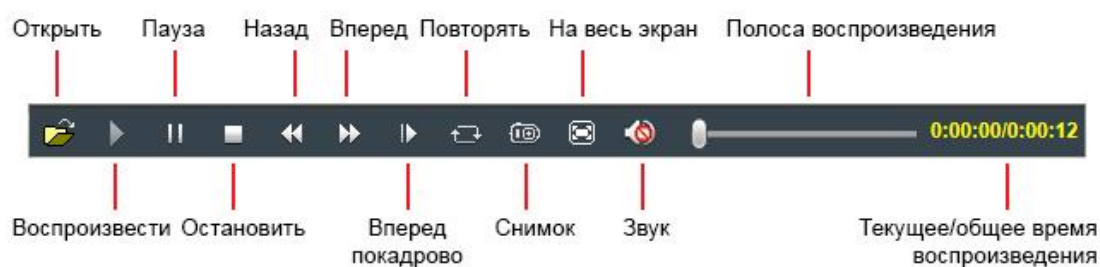 Открыть Пауза Назад Вперед Повторять На весь экран Полоса воспроизведения
0:00:00/0:00:12
Воспроизвести Остановить Вперед покадрово Снимок Звук Текущее/общее время воспроизведения